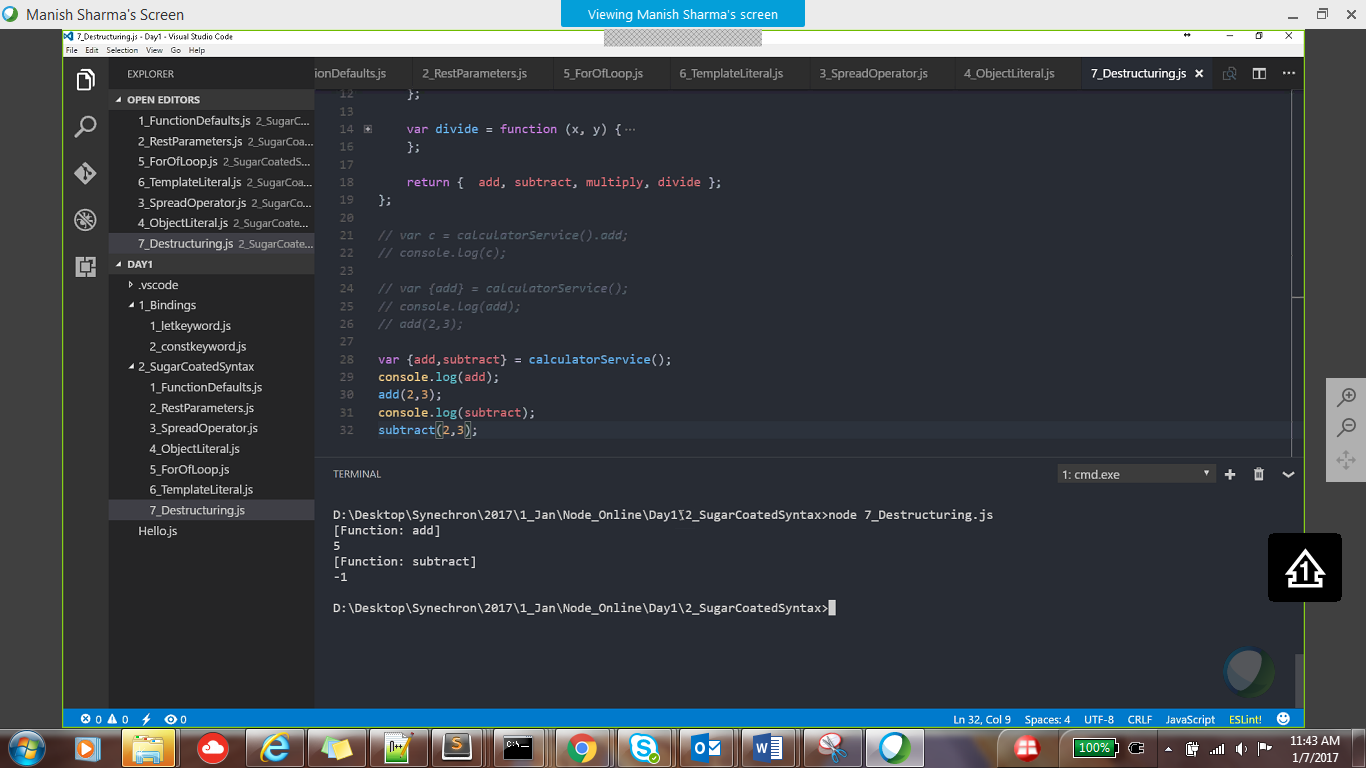 Manish Sharma's Screen
Viewing Manish Sharma's screen
7_Destructuring.js - Day1 - Visual Studio Code
File Edit Selection View Go Help
EXPLORER
OPEN EDITORS
1_FunctionDefaults.js 2_SugarC...
2_RestParameters.js 2_SugarCoa...
5_ForOfLoop.js 2_SugarCoatedS...
6_TemplateLiteral.js 2_SugarCoa...
3_SpreadOperator.js 2_SugarCo...
4_ObjectLiteral.js 2_SugarCoate...
7_Destructuring.js 2_SugarCoate...
DAY1
.vscode
1_Bindings
1_letkeyword.js
2_constkeyword.js
2_SugarCoatedSyntax
1_FunctionDefaults.js
2_RestParameters.js
3_SpreadOperator.js
4_ObjectLiteral.js
5_ForOfLoop.js
6_TemplateLiteral.js
7_Destructuring.js
Hello.js
ionDefaults.js 2_RestParameters.js 5_ForOfLoop.js 6_TemplateLiteral.js 3_SpreadOperator.js 4_ObjectLiteral.js 7_Destructuring.js
12 };
13
14 var divide = function (x, y) {···
16 };
17
18 return { add, subtract, multiply, divide };
19 };
20
21 // var c = calculatorService().add;
22 // console.log(c);
23
24 // var {add} = calculatorService();
25 // console.log(add);
26 // add(2,3);
27
28 var {add,subtract} = calculatorService();
29 console.log(add);
30 add(2,3);
31 console.log(subtract);
32 subtract(2,3);
TERMINAL
1: cmd.exe
D:\Desktop\Synechron\2017\1_Jan\Node_Online\Day1\2_SugarCoatedSyntax>node 7_Destructuring.js
[Function: add]
5
[Function: subtract]
-1
D:\Desktop\Synechron\2017\1_Jan\Node_Online\Day1\2_SugarCoatedSyntax>
1
0 0 0
Ln 32, Col 9 Spaces: 4 UTF-8 CRLF JavaScript ESLint!
100%
11:43 AM
1/7/2017